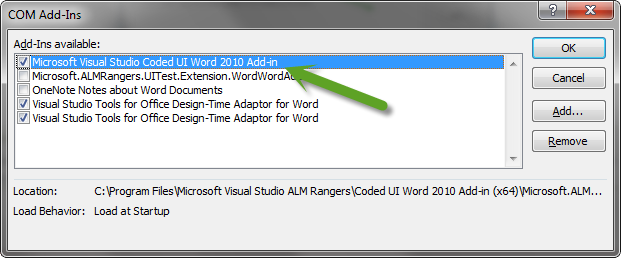 COM Add-Ins
Add-Ins available:
Microsoft Visual Studio Coded UI Word 2010 Add-in
Microsoft.ALMRangers.UITest.Extension.WordWordAdd
OneNote Notes about Word Documents
Visual Studio Tools for Office Design-Time Adaptor for Word
Visual Studio Tools for Office Design-Time Adaptor for Word
OK
Cancel
Add...
Remove
Location: C:\Program Files\Microsoft Visual Studio ALM Rangers\Coded UI Word 2010 Add-in (x64)\Microsoft.ALM...
Load Behavior: Load at Startup